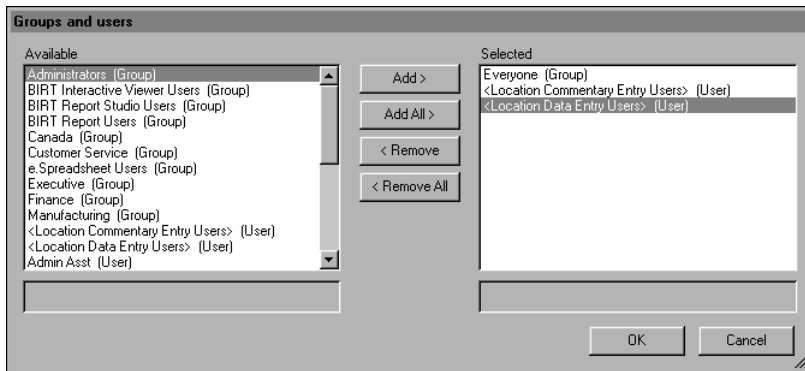 Groups and users
Available
Administrators (Group)
BIRT Interactive Viewer Users (Group)
BIRT Report Studio Users (Group)
BIRT Report Users (Group)
Canada (Group)
Customer Service (Group)
e.Spreadsheet Users (Group)
Executive (Group)
Finance (Group)
Manufacturing (Group)
<Location Commentary Entry Users> (User)
<Location Data Entry Users> (User)
Admin Asst (User)
Add >
Add All >
< Remove
< Remove All
Selected
Everyone (Group)
<Location Commentary Entry Users> (User)
<Location Data Entry Users> (User)
OK
Cancel